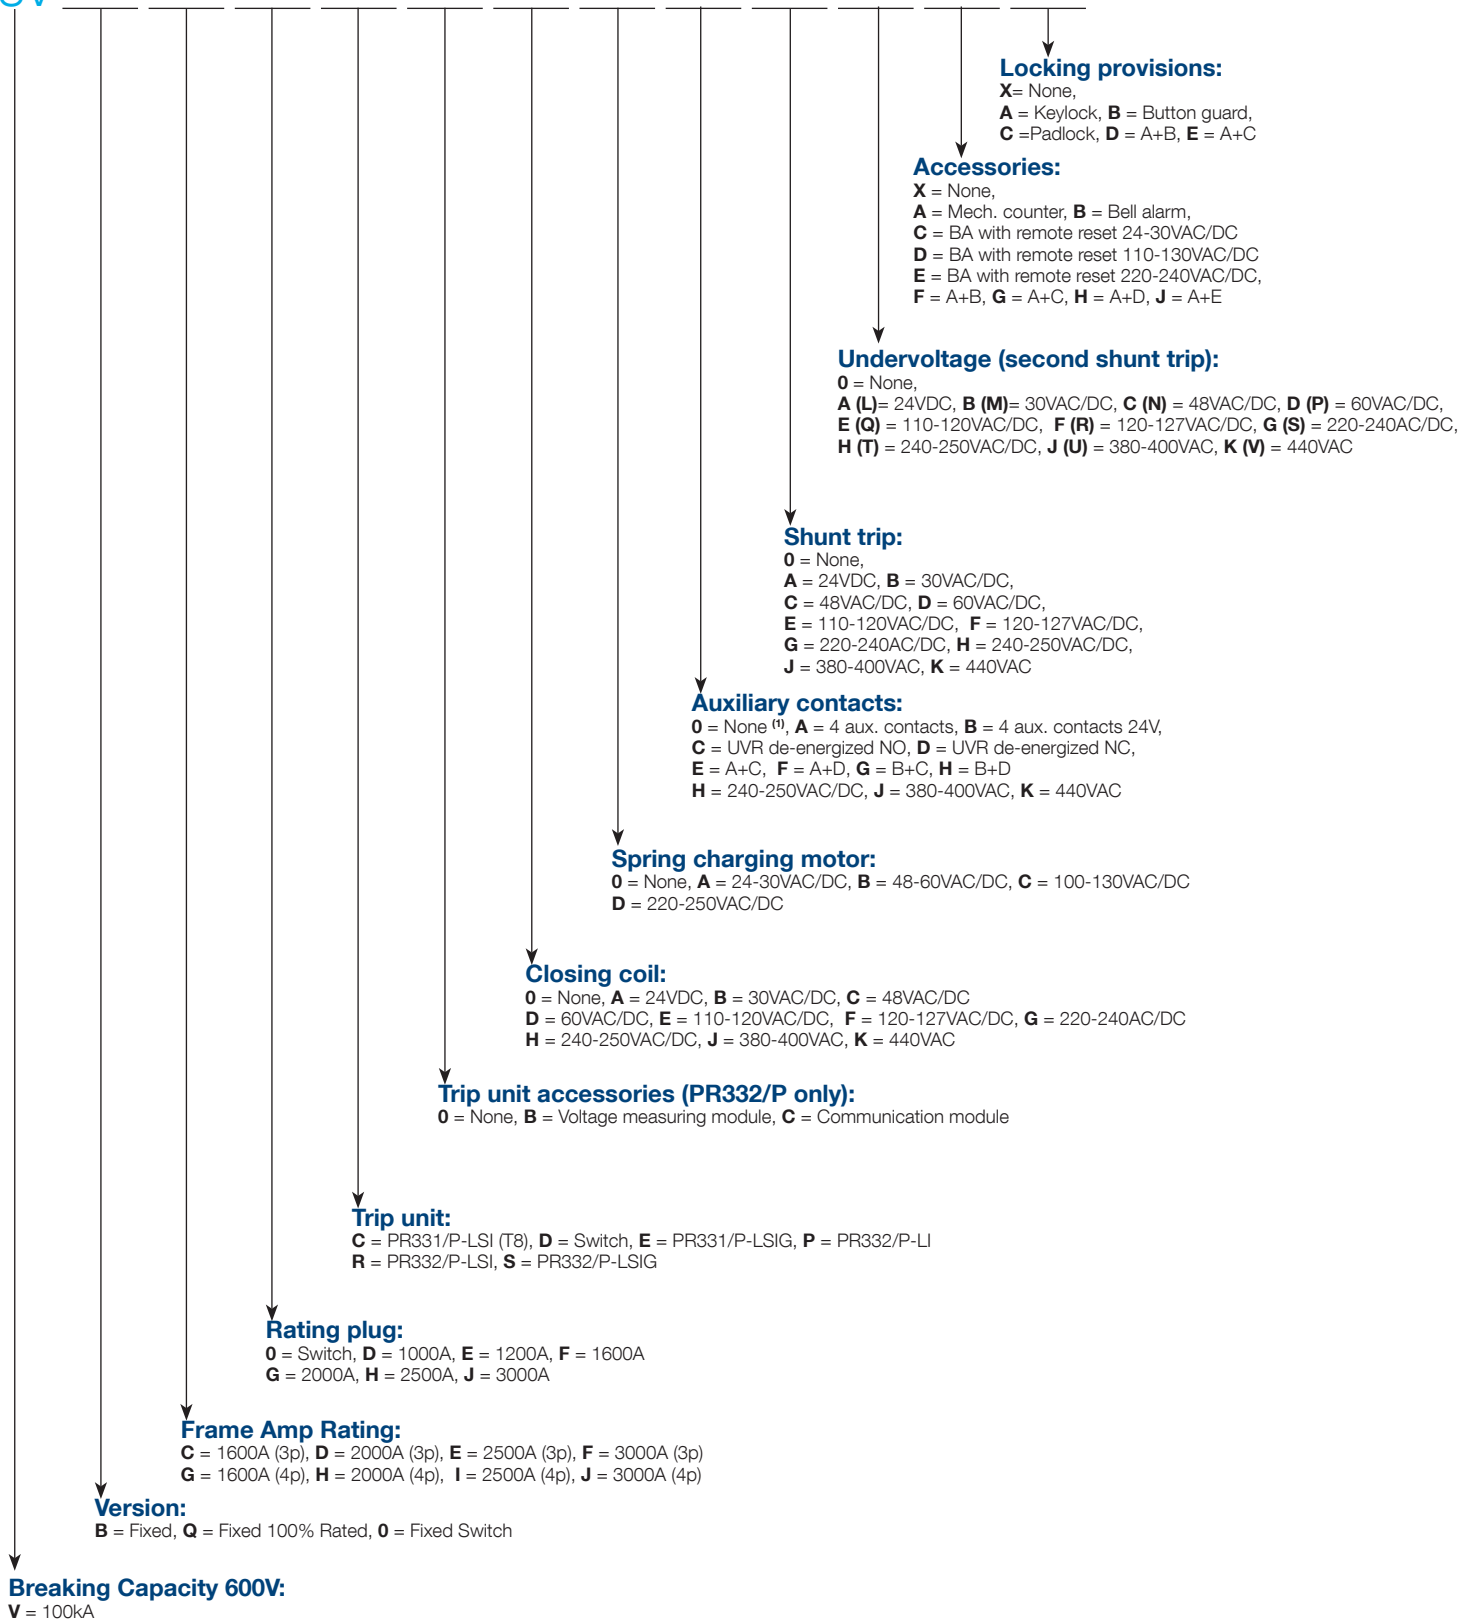 Locking provisions:
X= None,
A = Keylock, B = Button guard,
C =Padlock, D = A+B, E = A+C
Accessories:
X = None,
A = Mech. counter, B = Bell alarm,
C = BA with remote reset 24-30VAC/DC
D = BA with remote reset 110-130VAC/DC
E = BA with remote reset 220-240VAC/DC,
F = A+B, G = A+C, H = A+D, J = A+E
Undervoltage (second shunt trip):
0 = None,
A (L)= 24VDC, B (M)= 30VAC/DC, C (N) = 48VAC/DC, D (P) = 60VAC/DC,
E (Q) = 110-120VAC/DC, F (R) = 120-127VAC/DC, G (S) = 220-240AC/DC,
H (T) = 240-250VAC/DC, J (U) = 380-400VAC, K (V) = 440VAC
Shunt trip:
0 = None,
A = 24VDC, B = 30VAC/DC,
C = 48VAC/DC, D = 60VAC/DC,
E = 110-120VAC/DC, F = 120-127VAC/DC,
G = 220-240AC/DC, H = 240-250VAC/DC,
J = 380-400VAC, K = 440VAC
Auxiliary contacts:
0 = None (1), A = 4 aux. contacts, B = 4 aux. contacts 24V,
C = UVR de-energized NO, D = UVR de-energized NC,
E = A+C, F = A+D, G = B+C, H = B+D
H = 240-250VAC/DC, J = 380-400VAC, K = 440VAC
Spring charging motor:
0 = None, A = 24-30VAC/DC, B = 48-60VAC/DC, C = 100-130VAC/DC
D = 220-250VAC/DC
Closing coil:
0 = None, A = 24VDC, B = 30VAC/DC, C = 48VAC/DC
D = 60VAC/DC, E = 110-120VAC/DC, F = 120-127VAC/DC, G = 220-240AC/DC
H = 240-250VAC/DC, J = 380-400VAC, K = 440VAC
Trip unit accessories (PR332/P only):
0 = None, B = Voltage measuring module, C = Communication module
Trip unit:
C = PR331/P-LSI (T8), D = Switch, E = PR331/P-LSIG, P = PR332/P-LI
R = PR332/P-LSI, S = PR332/P-LSIG
Rating plug:
0 = Switch, D = 1000A, E = 1200A, F = 1600A
G = 2000A, H = 2500A, J = 3000A
Frame Amp Rating:
C = 1600A (3p), D = 2000A (3p), E = 2500A (3p), F = 3000A (3p)
G = 1600A (4p), H = 2000A (4p), I = 2500A (4p), J = 3000A (4p)
Version:
B = Fixed, Q = Fixed 100% Rated, 0 = Fixed Switch
Breaking Capacity 600V:
V = 100kA